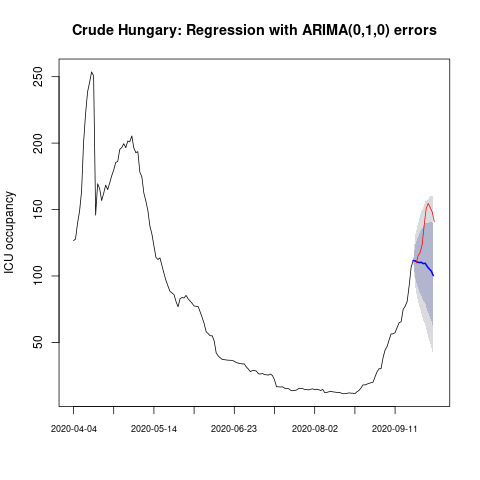 Crude Hungary: Regression with ARIMA(0,1,0) errors
ICU occupancy
250
200
150
100
50
2020-04-04 2020-05-14 2020-06-23 2020-08-02 2020-09-11